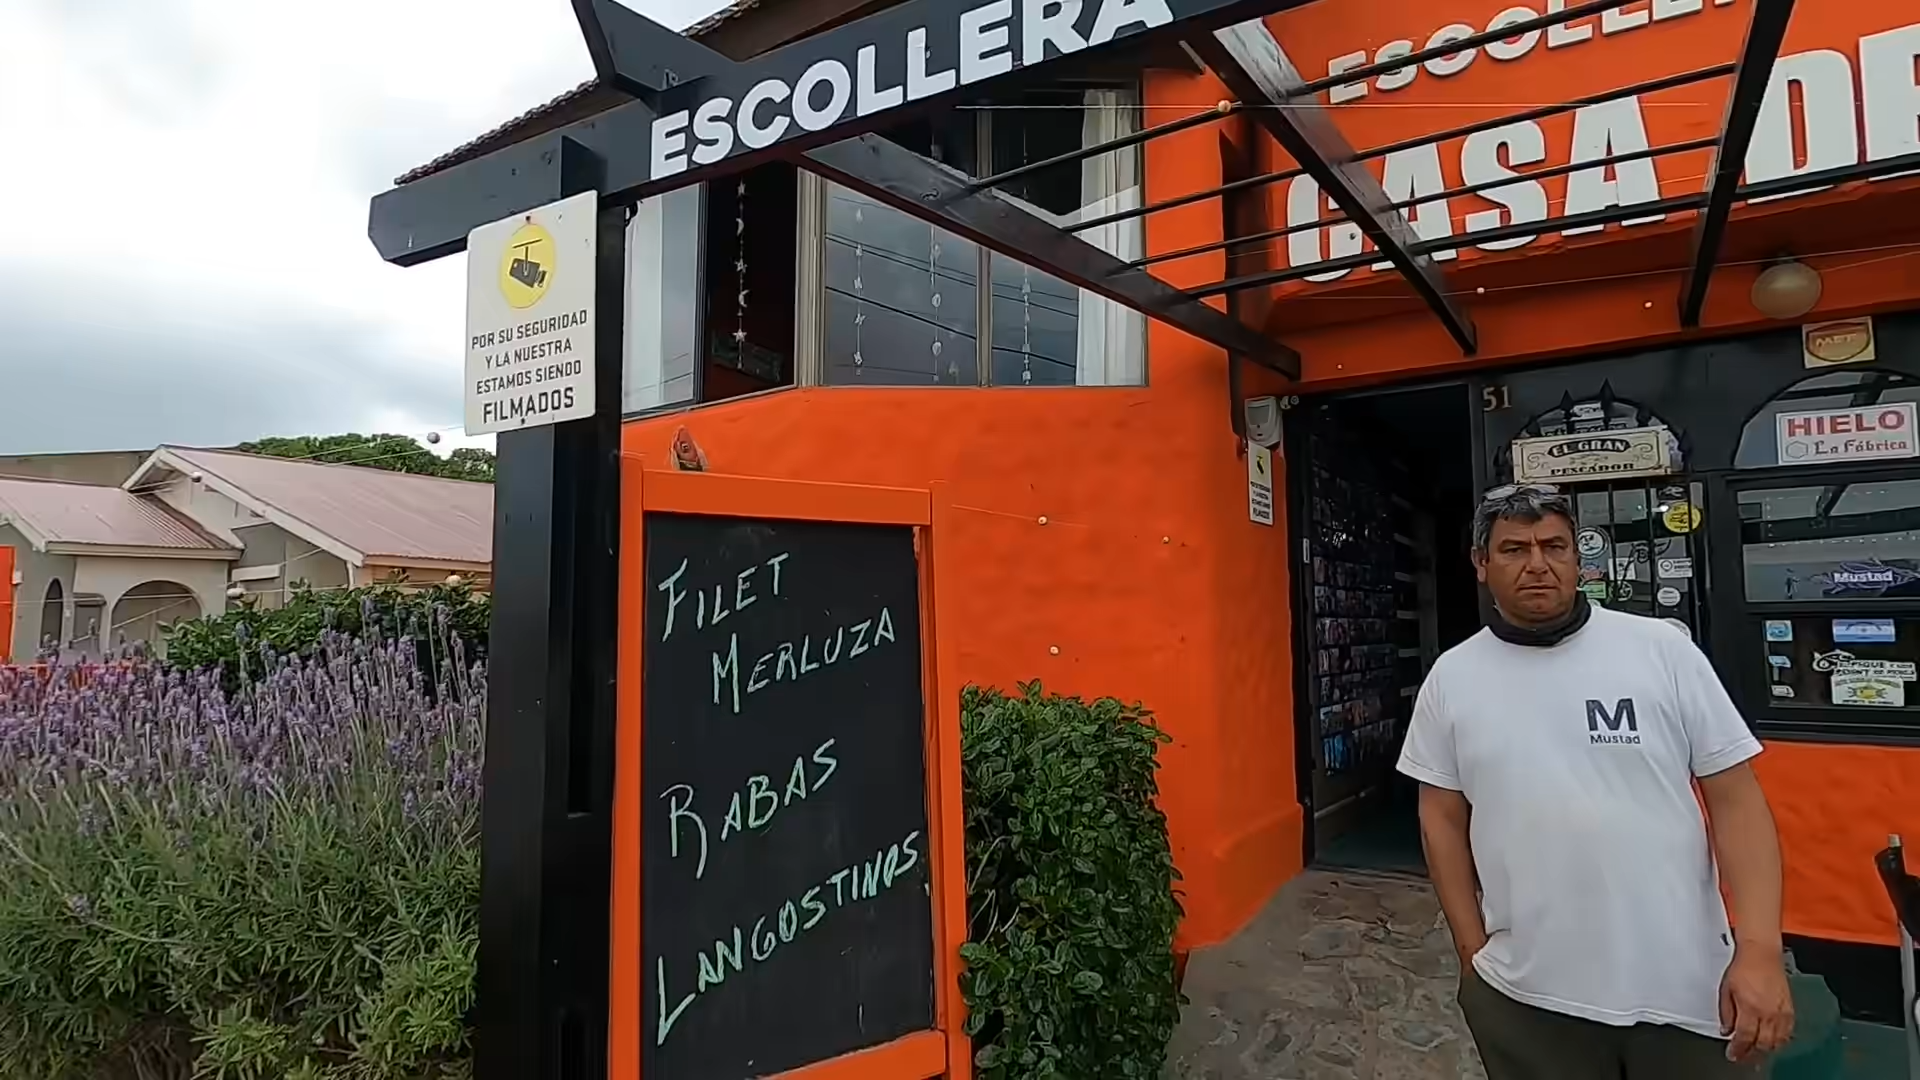 ESCOLLERA
ESCOLLE
CASA DE
POR SU SEGURIDAD
Y LA NUESTRA
ESTAMOS SIENDO
FILMADOS
51
EL GRAN
PESCADOR
HIELO
La Fábrica
Mustad
FILET
MERLUZA
RABAS
LANGOSTINOS
M
Mustad